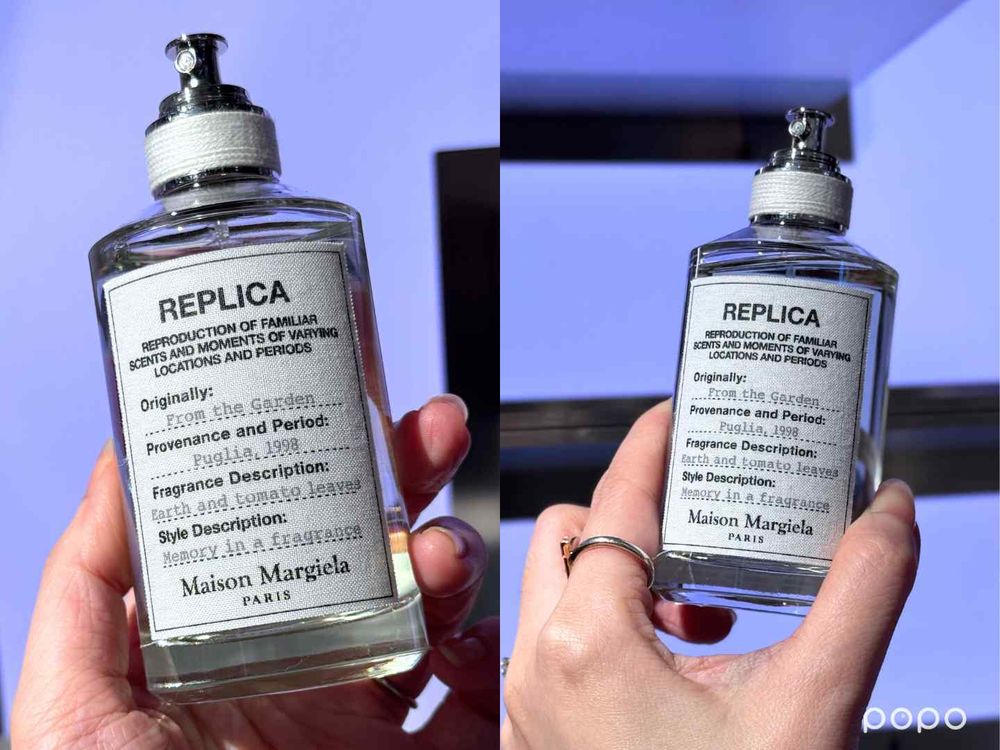 REPLICA
REPRODUCTION OF FAMILIAR
SCENTS AND MOMENTS OF VARYING
LOCATIONS AND PERIODS
Originally:
From the Garden
Provenance and Period:
Puglia, 1998
Fragrance Description:
Earth and tomato leaves
Style Description:
Memory in a fragrance
Maison Margiela
PARIS
REPLICA
REPRODUCTION OF FAMILIAR
SCENTS AND MOMENTS OF VARYING
LOCATIONS AND PERIODS
Originally:
From the Garden
Provenance and Period:
Puglia, 1998
Fragrance Description:
Earth and tomato leaves
Style Description:
Memory in a fragrance
Maison Margiela
PARIS
popo